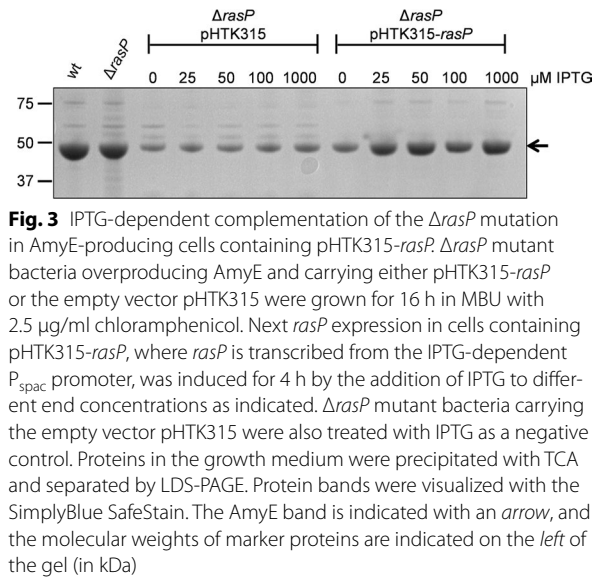 ΔrasP ΔrasP
pHTK315 pHTK315-rasP
wt ΔrasP 0 25 50 100 1000 0 25 50 100 1000 μM IPTG
75
50
37
Fig. 3 IPTG-dependent complementation of the ΔrasP mutation
in AmyE-producing cells containing pHTK315-rasP. ΔrasP mutant
bacteria overproducing AmyE and carrying either pHTK315-rasP
or the empty vector pHTK315 were grown for 16 h in MBU with
2.5 μg/ml chloramphenicol. Next rasP expression in cells containing
pHTK315-rasP, where rasP is transcribed from the IPTG-dependent
Pspac promoter, was induced for 4 h by the addition of IPTG to differ-
ent end concentrations as indicated. ΔrasP mutant bacteria carrying
the empty vector pHTK315 were also treated with IPTG as a negative
control. Proteins in the growth medium were precipitated with TCA
and separated by LDS-PAGE. Protein bands were visualized with the
SimplyBlue SafeStain. The AmyE band is indicated with an arrow, and
the molecular weights of marker proteins are indicated on the left of
the gel (in kDa)